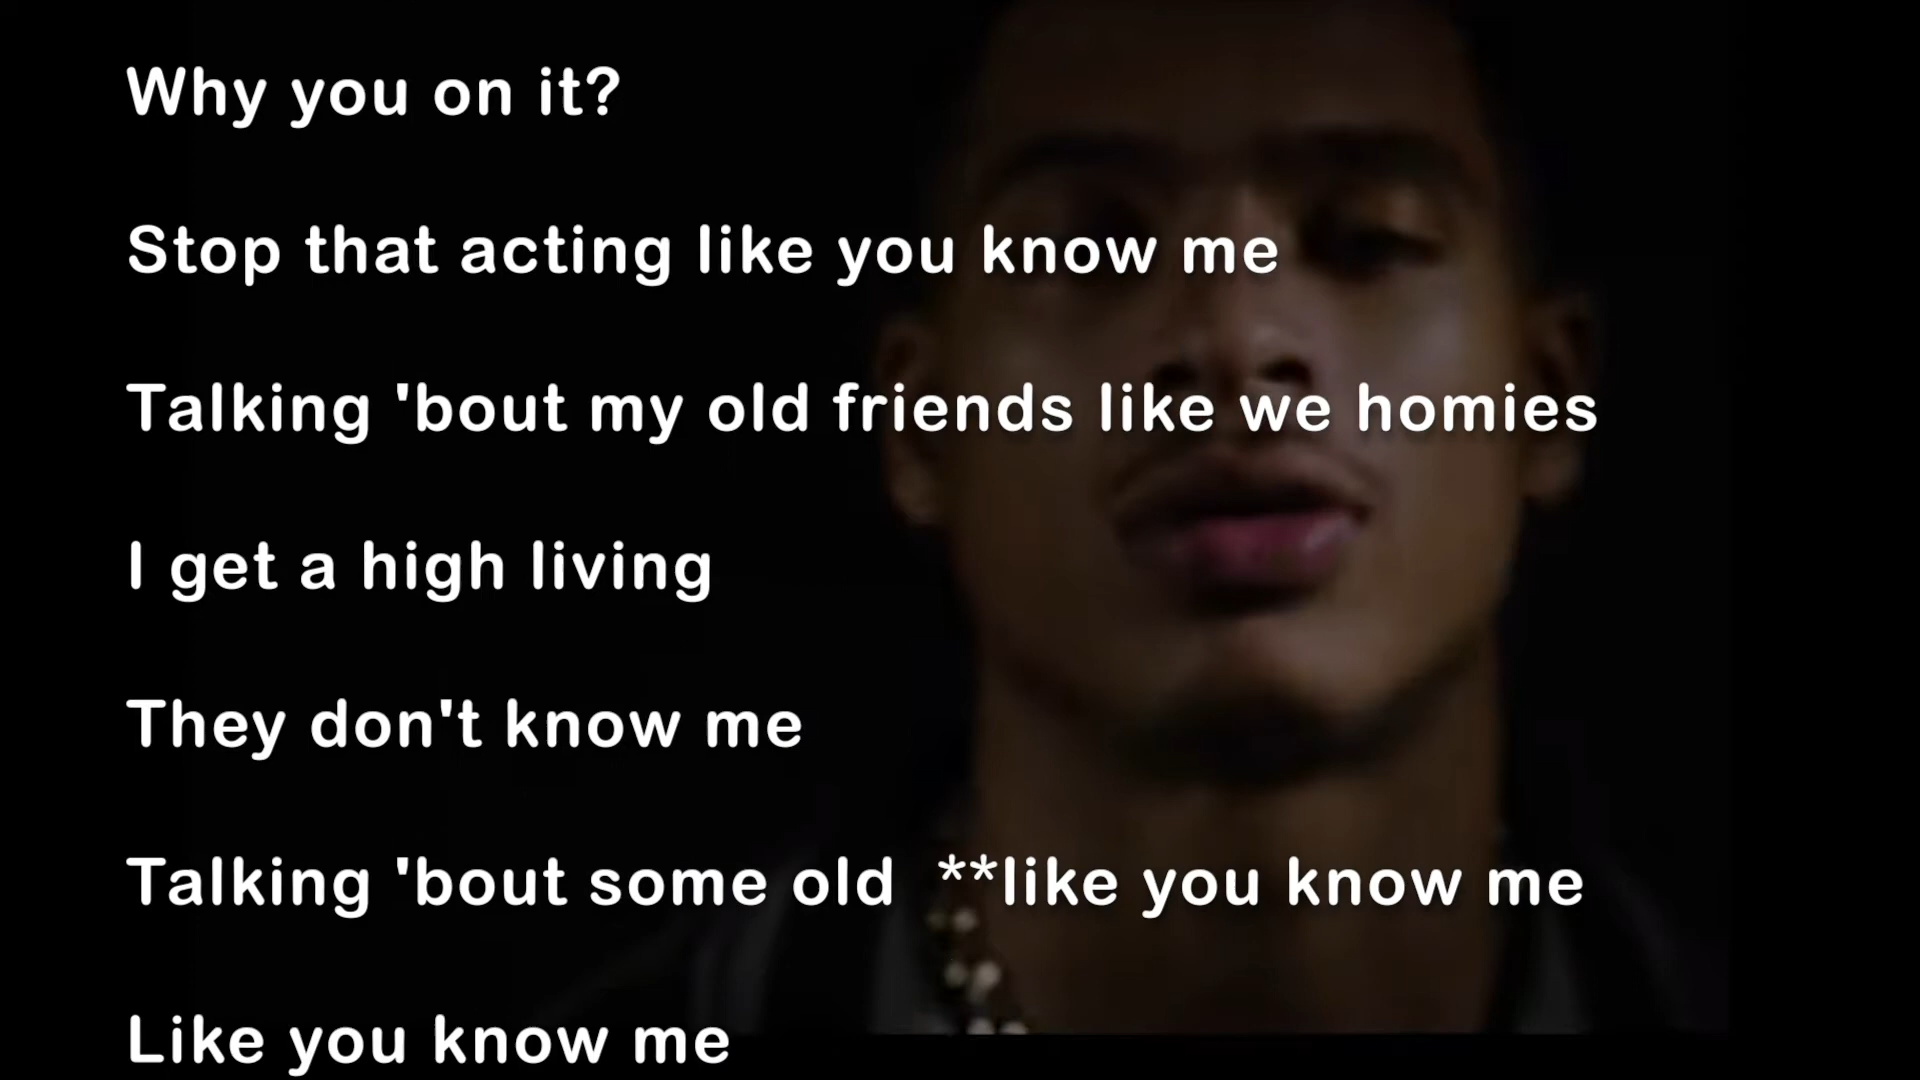 Why you on it?
Stop that acting like you know me
Talking 'bout my old friends like we homies
I get a high living
They don't know me
Talking 'bout some old  **like you know me
Like you know me